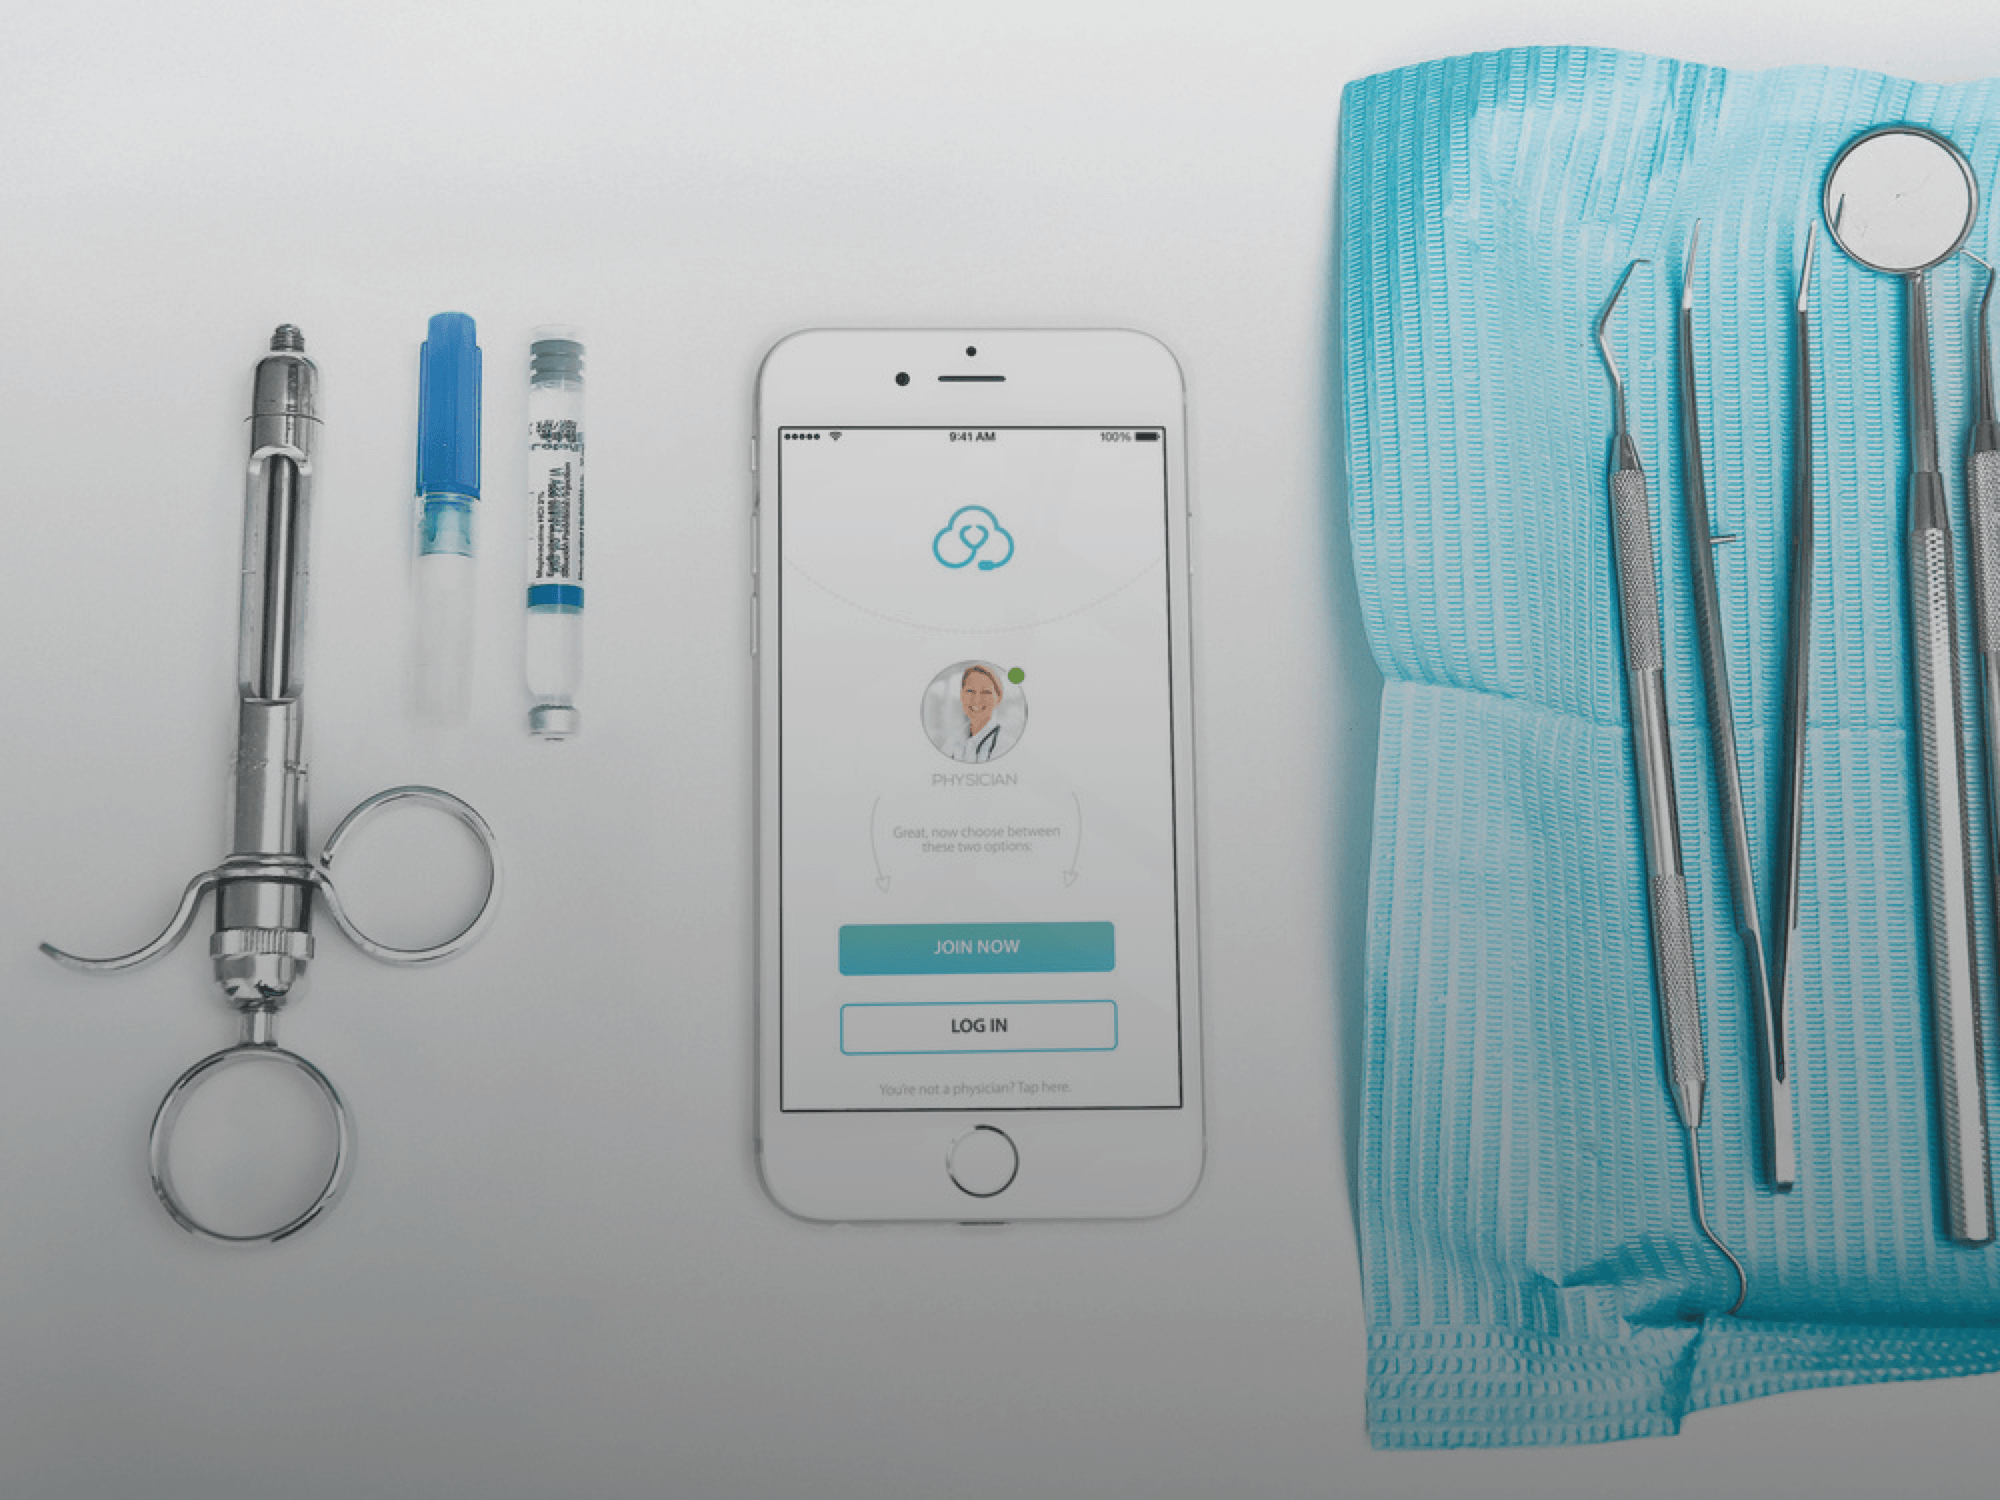 9:41 AM
100%
PHYSICIAN
Great, now choose between
these two options:
JOIN NOW
LOG IN
You're not a physician? Tap here.